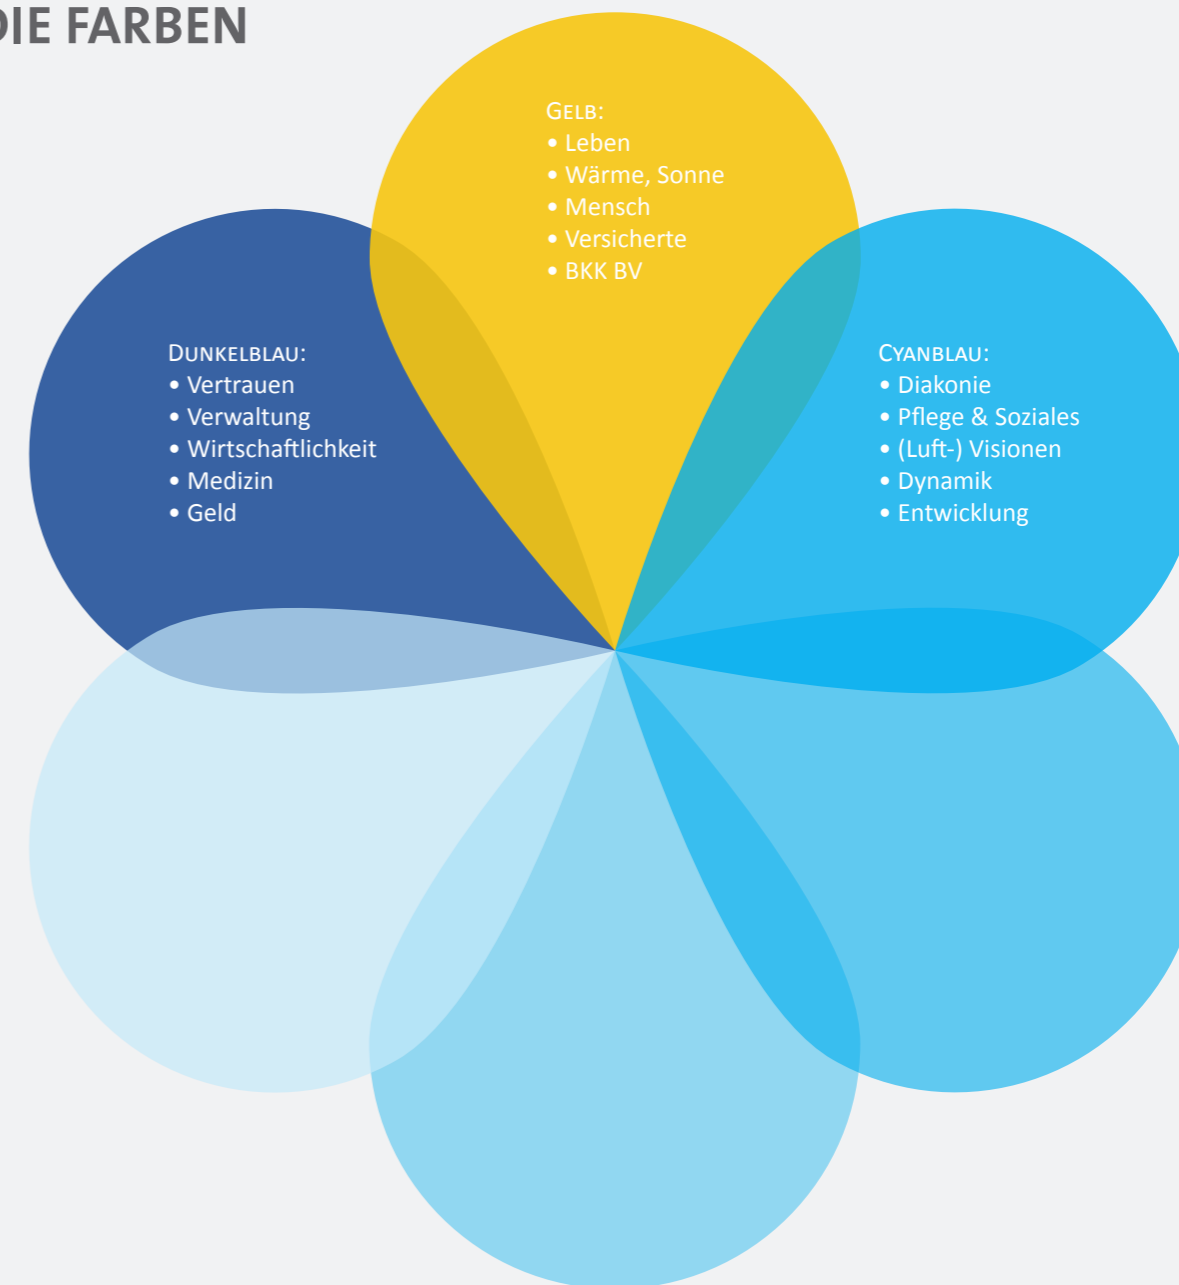 DIE FARBEN
GELB:
• Leben
• Wärme, Sonne
• Mensch
• Versicherte
• BKK BV
DUNKELBLAU:
• Vertrauen
• Verwaltung
• Wirtschaftlichkeit
• Medizin
• Geld
CYANBLAU:
• Diakonie
• Pflege & Soziales
• (Luft-) Visionen
• Dynamik
• Entwicklung